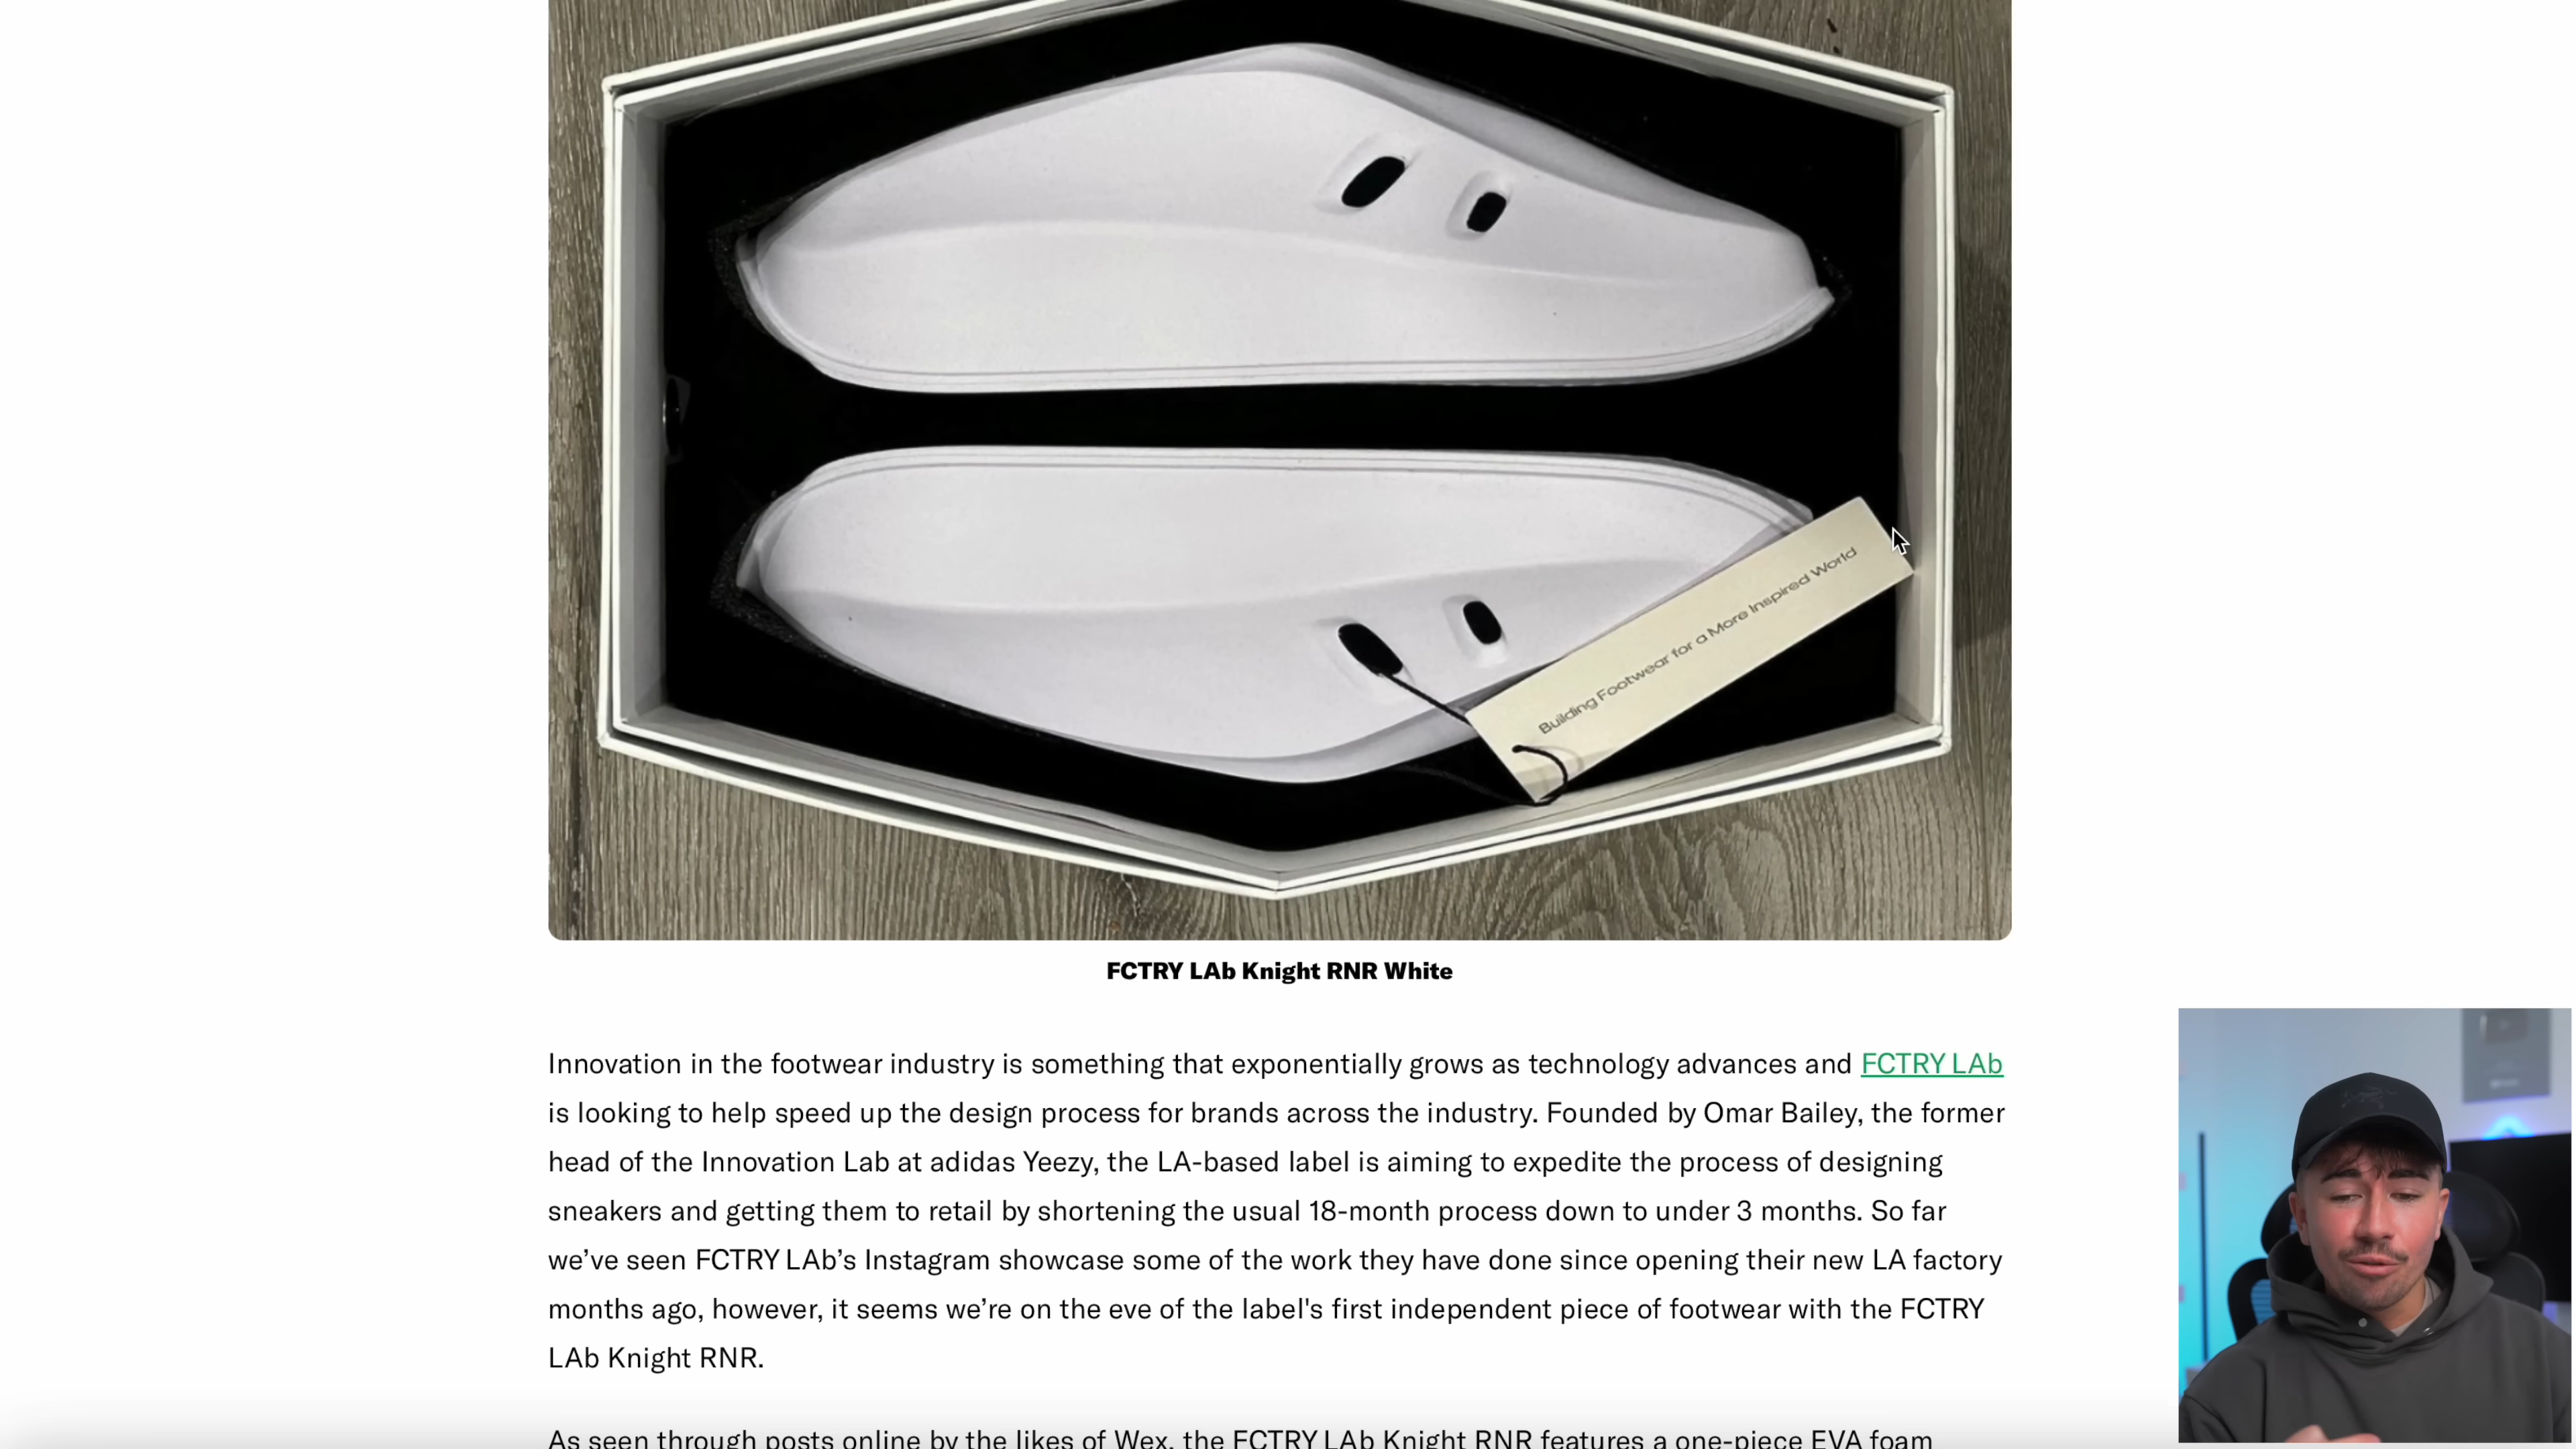 Building Footwear for a More Inspired World
FCTRY LAb Knight RNR White
Innovation in the footwear industry is something that exponentially grows as technology advances and FCTRY LAb
is looking to help speed up the design process for brands across the industry. Founded by Omar Bailey, the former
head of the Innovation Lab at adidas Yeezy, the LA-based label is aiming to expedite the process of designing
sneakers and getting them to retail by shortening the usual 18-month process down to under 3 months. So far
we’ve seen FCTRY LAb’s Instagram showcase some of the work they have done since opening their new LA factory
months ago, however, it seems we’re on the eve of the label's first independent piece of footwear with the FCTRY
LAb Knight RNR.
As seen through posts online by the likes of Wex, the FCTRY LAb Knight RNR features a one-piece EVA foam